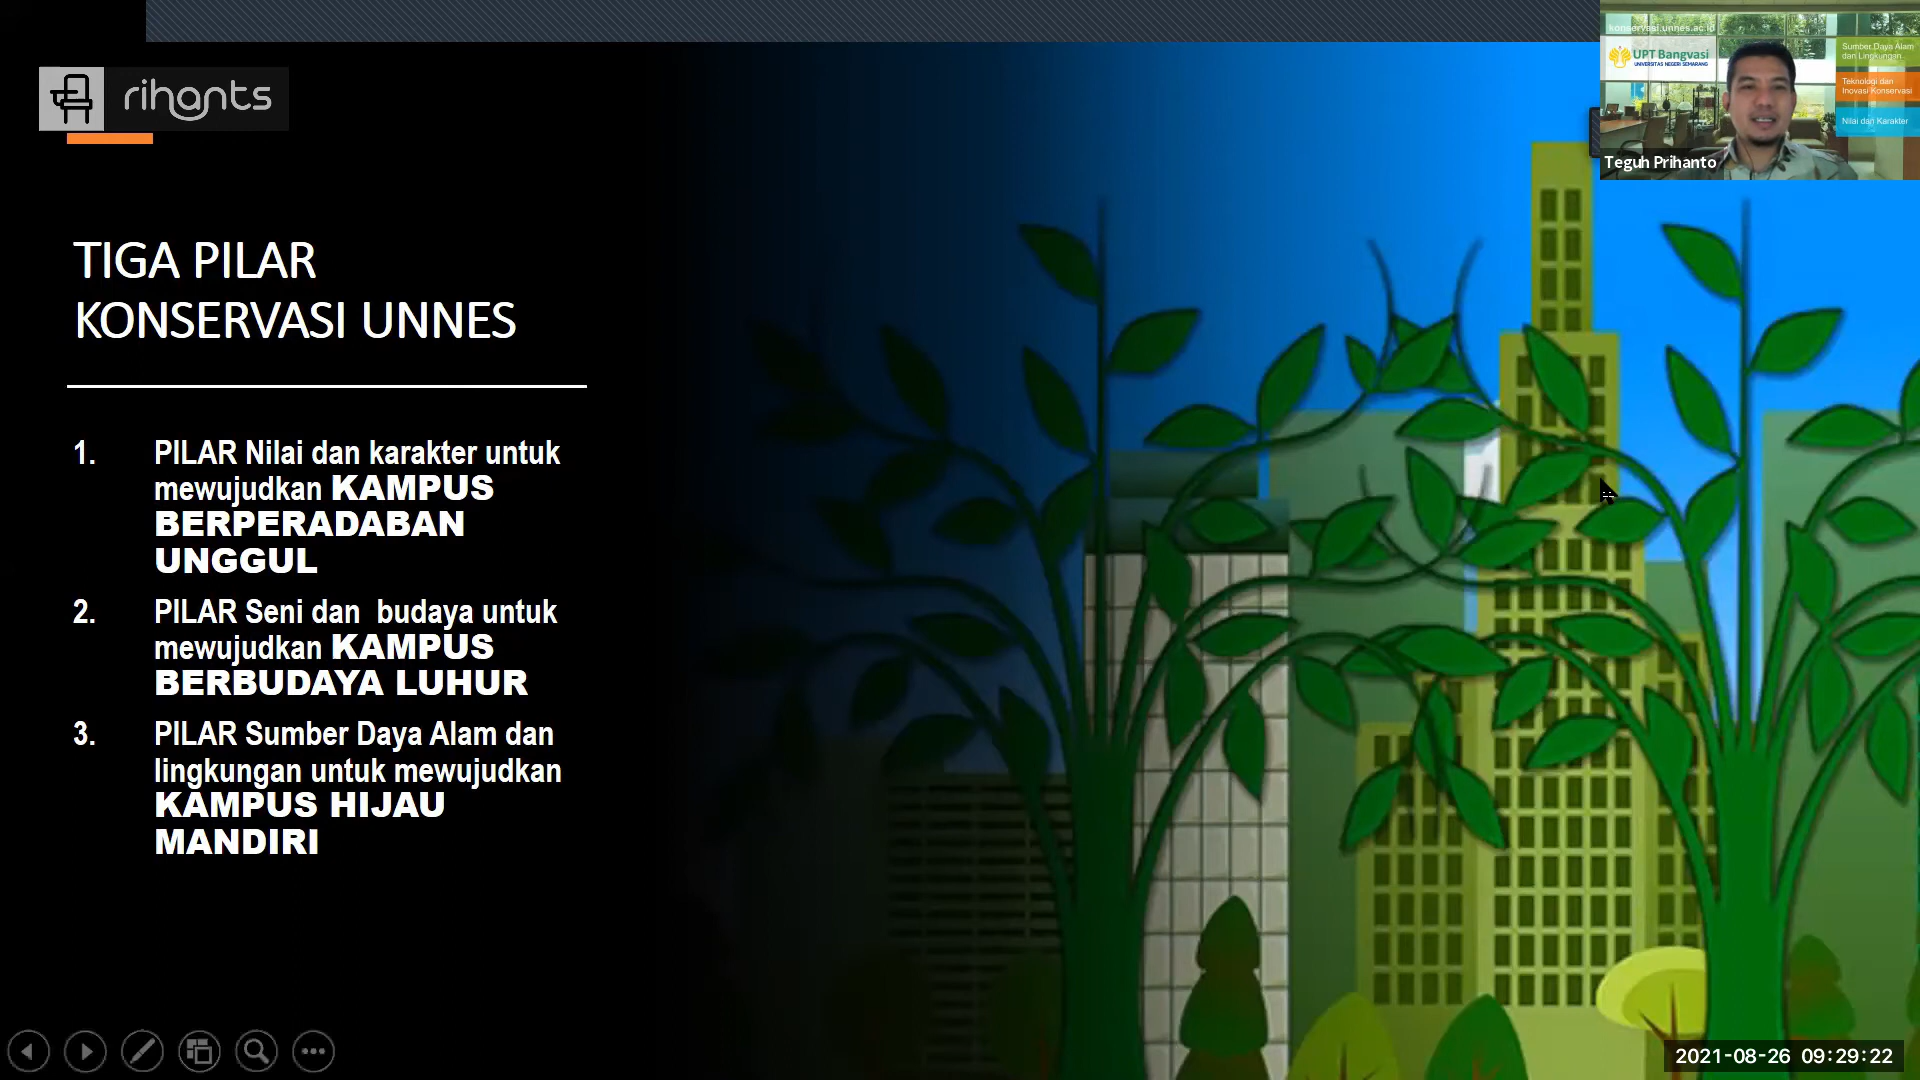 rihants
TIGA PILAR
KONSERVASI UNNES
1. PILAR Nilai dan karakter untuk
mewujudkan KAMPUS
BERPERADABAN
UNGGUL
2. PILAR Seni dan budaya untuk
mewujudkan KAMPUS
BERBUDAYA LUHUR
3. PILAR Sumber Daya Alam dan
lingkungan untuk mewujudkan
KAMPUS HIJAU
MANDIRI
konservasi.unnes.ac.id
UPT Bangvasi
UNIVERSITAS NEGERI SEMARANG
Sumber Daya Alam
dan Lingkungan
Teknologi dan
Inovasi Konservasi
Nilai dan Karakter
Teguh Prihanto
2021-08-26 09:29:22